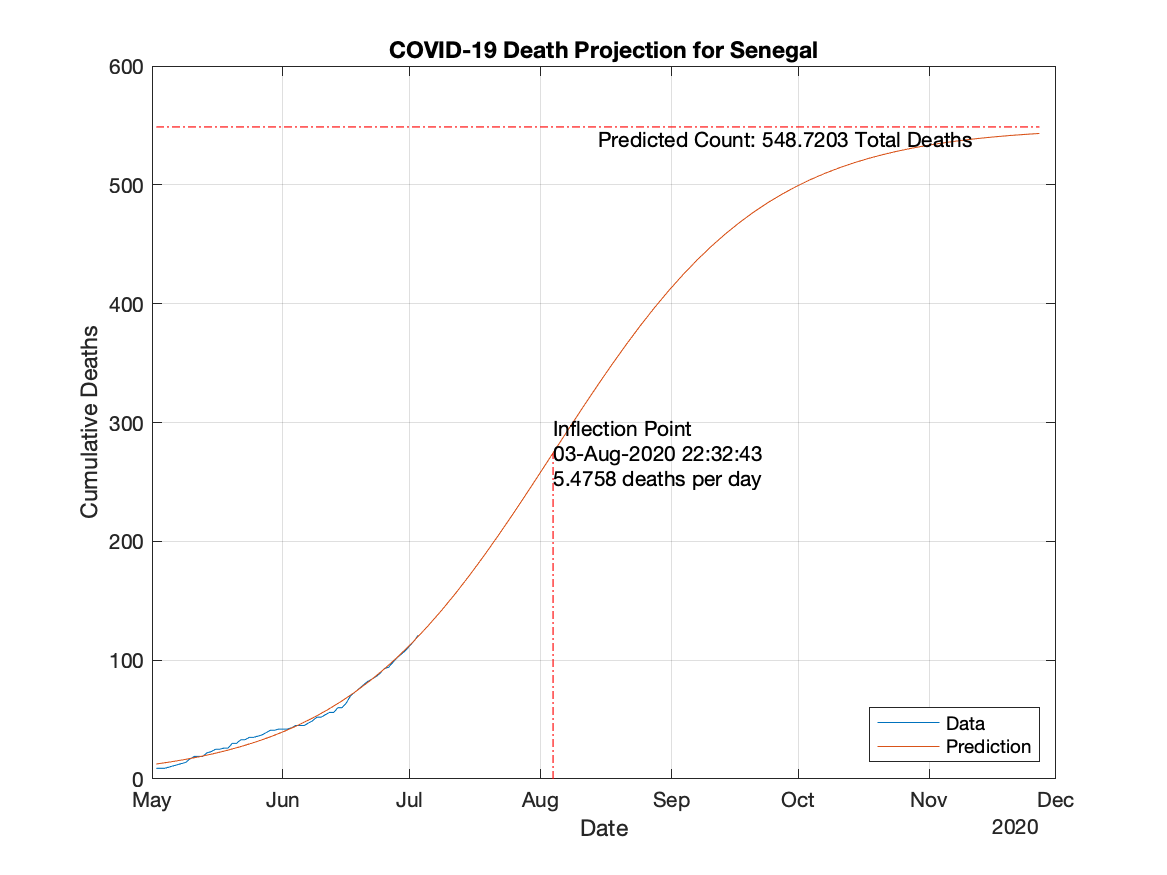 COVID-19 Death Projection for Senegal
600
500
400
300
200
100
0
Cumulative Deaths
Predicted Count: 548.7203 Total Deaths
Inflection Point
03-Aug-2020 22:32:43
5.4758 deaths per day
Data
Prediction
May Jun Jul Aug Sep Oct Nov Dec
Date
2020